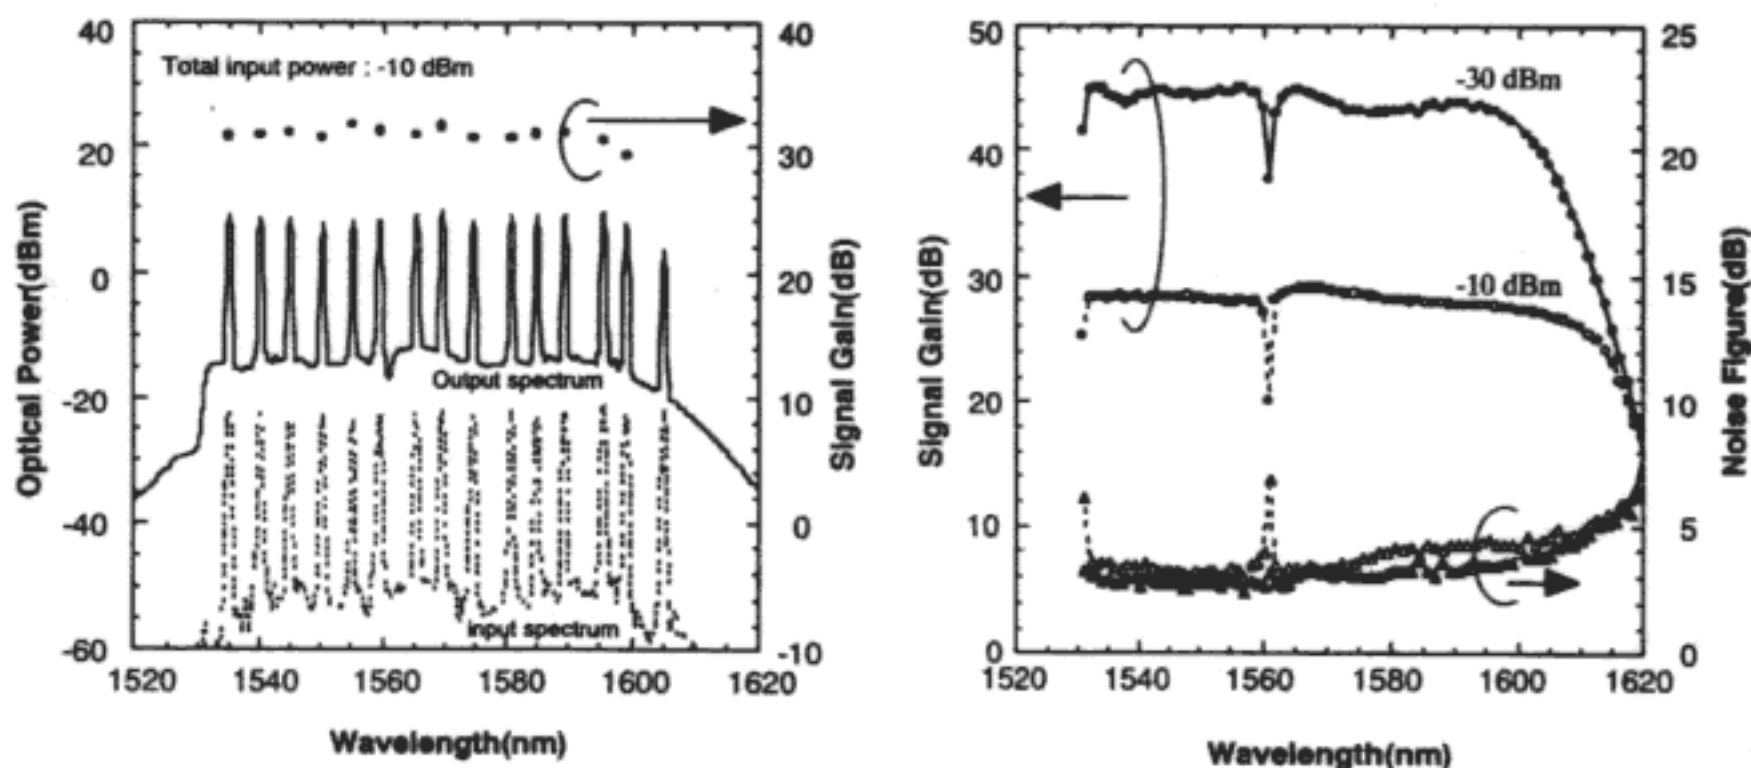 40
20
0
-20
-40
-60
Optical Power(dBm)
Total input power : -10 dBm
Output spectrum
input spectrum
40
30
20
10
0
-10
Signal Gain(dB)
1520 1540 1560 1580 1600 1620
Wavelength(nm)
50
40
30
20
10
0
Signal Gain(dB)
-30 dBm
-10 dBm
25
20
15
10
5
0
Noise Figure(dB)
1520 1540 1560 1580 1600 1620
Wavelength(nm)